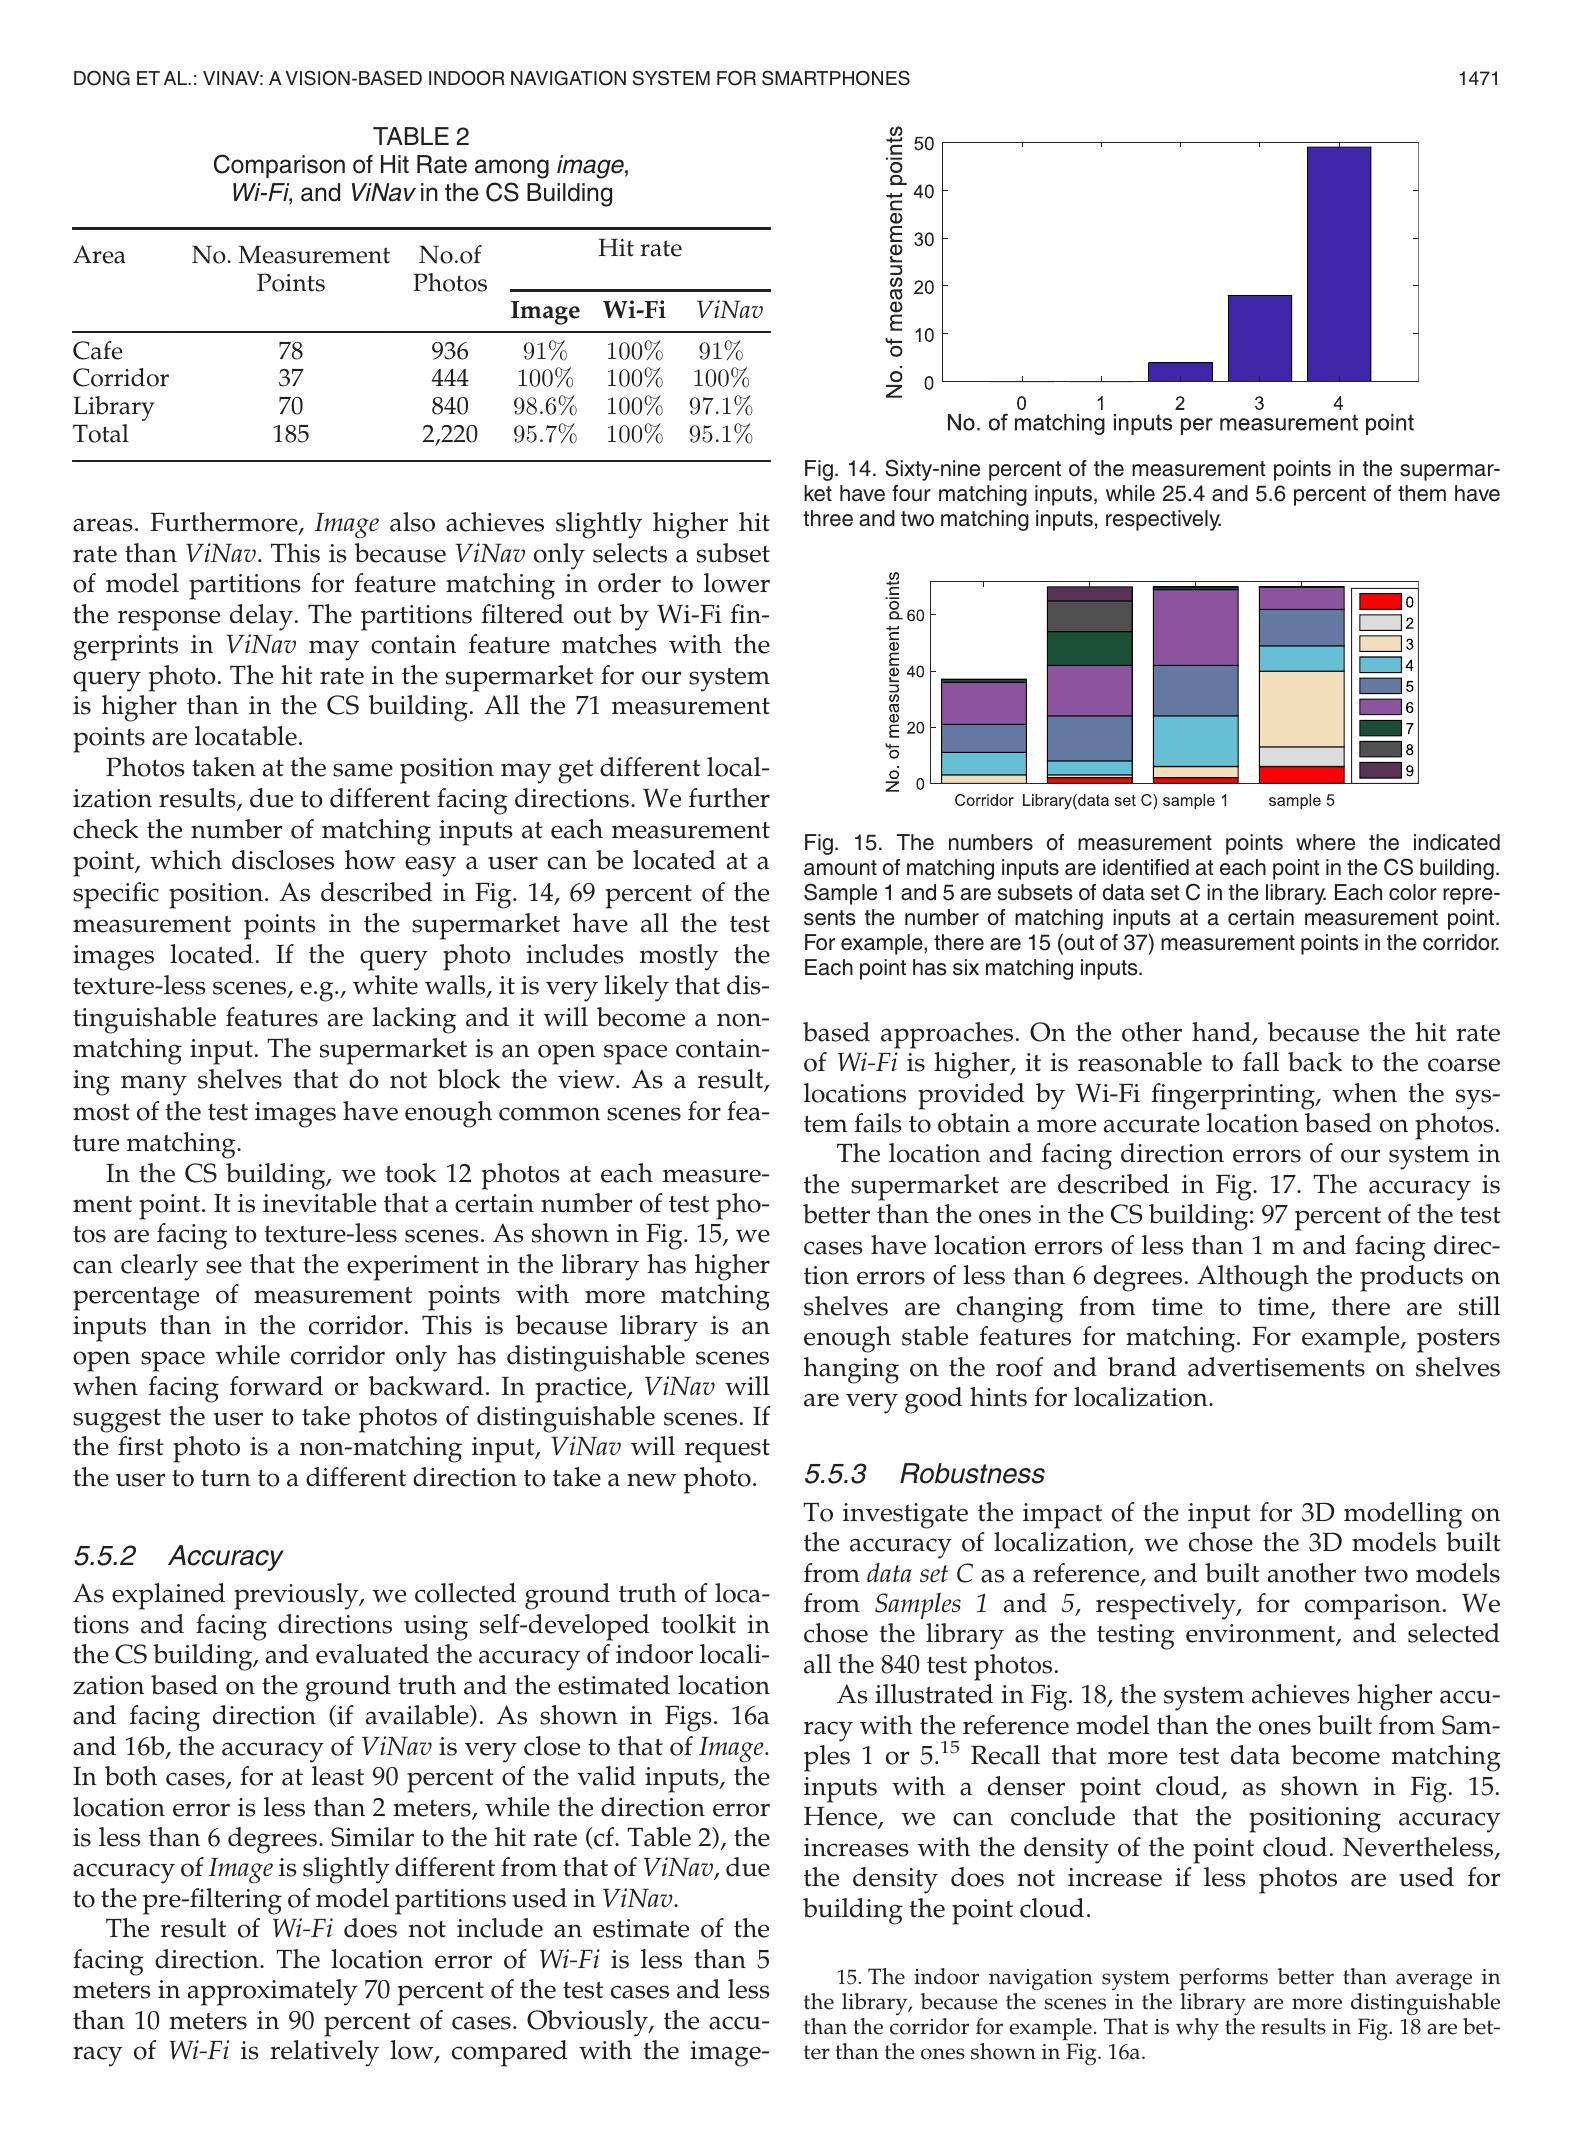 DONG ET AL.: VINAV: A VISION-BASED INDOOR NAVIGATION SYSTEM FOR SMARTPHONES 1471
TABLE 2
Comparison of Hit Rate among image,
Wi-Fi, and ViNav in the CS Building
Area No. Measurement No.of Hit rate
Points Photos
Image Wi-Fi ViNav
Cafe 78 936 91% 100% 91%
Corridor 37 444 100% 100% 100%
Library 70 840 98.6% 100% 97.1%
Total 185 2,220 95.7% 100% 95.1%
areas. Furthermore, Image also achieves slightly higher hit
rate than ViNav. This is because ViNav only selects a subset
of model partitions for feature matching in order to lower
the response delay. The partitions filtered out by Wi-Fi fin-
gerprints in ViNav may contain feature matches with the
query photo. The hit rate in the supermarket for our system
is higher than in the CS building. All the 71 measurement
points are locatable.
Photos taken at the same position may get different local-
ization results, due to different facing directions. We further
check the number of matching inputs at each measurement
point, which discloses how easy a user can be located at a
specific position. As described in Fig. 14, 69 percent of the
measurement points in the supermarket have all the test
images located. If the query photo includes mostly the
texture-less scenes, e.g., white walls, it is very likely that dis-
tinguishable features are lacking and it will become a non-
matching input. The supermarket is an open space contain-
ing many shelves that do not block the view. As a result,
most of the test images have enough common scenes for fea-
ture matching.
In the CS building, we took 12 photos at each measure-
ment point. It is inevitable that a certain number of test pho-
tos are facing to texture-less scenes. As shown in Fig. 15, we
can clearly see that the experiment in the library has higher
percentage of measurement points with more matching
inputs than in the corridor. This is because library is an
open space while corridor only has distinguishable scenes
when facing forward or backward. In practice, ViNav will
suggest the user to take photos of distinguishable scenes. If
the first photo is a non-matching input, ViNav will request
the user to turn to a different direction to take a new photo.
5.5.2 Accuracy
As explained previously, we collected ground truth of loca-
tions and facing directions using self-developed toolkit in
the CS building, and evaluated the accuracy of indoor locali-
zation based on the ground truth and the estimated location
and facing direction (if available). As shown in Figs. 16a
and 16b, the accuracy of ViNav is very close to that of Image.
In both cases, for at least 90 percent of the valid inputs, the
location error is less than 2 meters, while the direction error
is less than 6 degrees. Similar to the hit rate (cf. Table 2), the
accuracy of Image is slightly different from that of ViNav, due
to the pre-filtering of model partitions used in ViNav.
The result of Wi-Fi does not include an estimate of the
facing direction. The location error of Wi-Fi is less than 5
meters in approximately 70 percent of the test cases and less
than 10 meters in 90 percent of cases. Obviously, the accu-
racy of Wi-Fi is relatively low, compared with the image-
No. of measurement points
50
40
30
20
10
0
0 1 2 3 4
No. of matching inputs per measurement point
Fig. 14. Sixty-nine percent of the measurement points in the supermar-
ket have four matching inputs, while 25.4 and 5.6 percent of them have
three and two matching inputs, respectively.
No. of measurement points
60
40
20
0
Corridor Library(data set C) sample 1 sample 5
0
2
3
4
5
6
7
8
9
Fig. 15. The numbers of measurement points where the indicated
amount of matching inputs are identified at each point in the CS building.
Sample 1 and 5 are subsets of data set C in the library. Each color repre-
sents the number of matching inputs at a certain measurement point.
For example, there are 15 (out of 37) measurement points in the corridor.
Each point has six matching inputs.
based approaches. On the other hand, because the hit rate
of Wi-Fi is higher, it is reasonable to fall back to the coarse
locations provided by Wi-Fi fingerprinting, when the sys-
tem fails to obtain a more accurate location based on photos.
The location and facing direction errors of our system in
the supermarket are described in Fig. 17. The accuracy is
better than the ones in the CS building: 97 percent of the test
cases have location errors of less than 1 m and facing direc-
tion errors of less than 6 degrees. Although the products on
shelves are changing from time to time, there are still
enough stable features for matching. For example, posters
hanging on the roof and brand advertisements on shelves
are very good hints for localization.
5.5.3 Robustness
To investigate the impact of the input for 3D modelling on
the accuracy of localization, we chose the 3D models built
from data set C as a reference, and built another two models
from Samples 1 and 5, respectively, for comparison. We
chose the library as the testing environment, and selected
all the 840 test photos.
As illustrated in Fig. 18, the system achieves higher accu-
racy with the reference model than the ones built from Sam-
ples 1 or 5.15 Recall that more test data become matching
inputs with a denser point cloud, as shown in Fig. 15.
Hence, we can conclude that the positioning accuracy
increases with the density of the point cloud. Nevertheless,
the density does not increase if less photos are used for
building the point cloud.
15. The indoor navigation system performs better than average in
the library, because the scenes in the library are more distinguishable
than the corridor for example. That is why the results in Fig. 18 are bet-
ter than the ones shown in Fig. 16a.